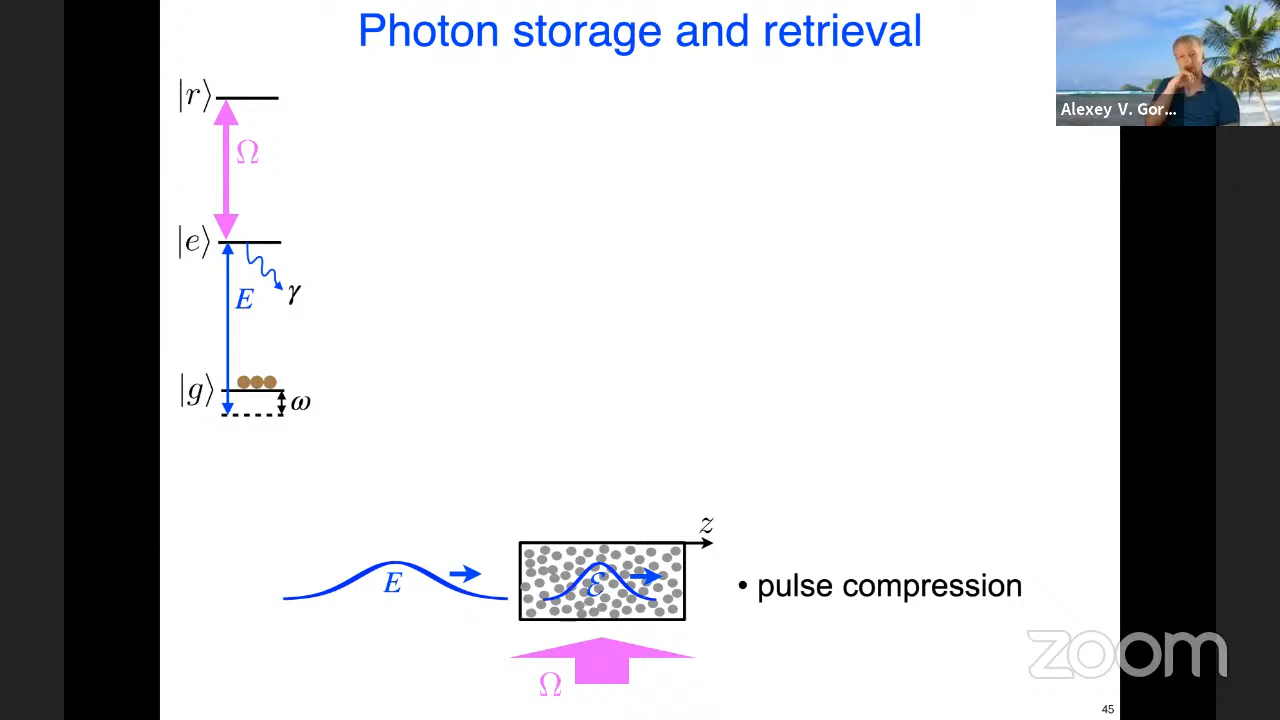 Photon storage and retrieval
Alexey V. Gor...
|r⟩
Ω
|e⟩
E
γ
|g⟩
ω
z
E
ℰ
• pulse compression
Ω
zoom
45